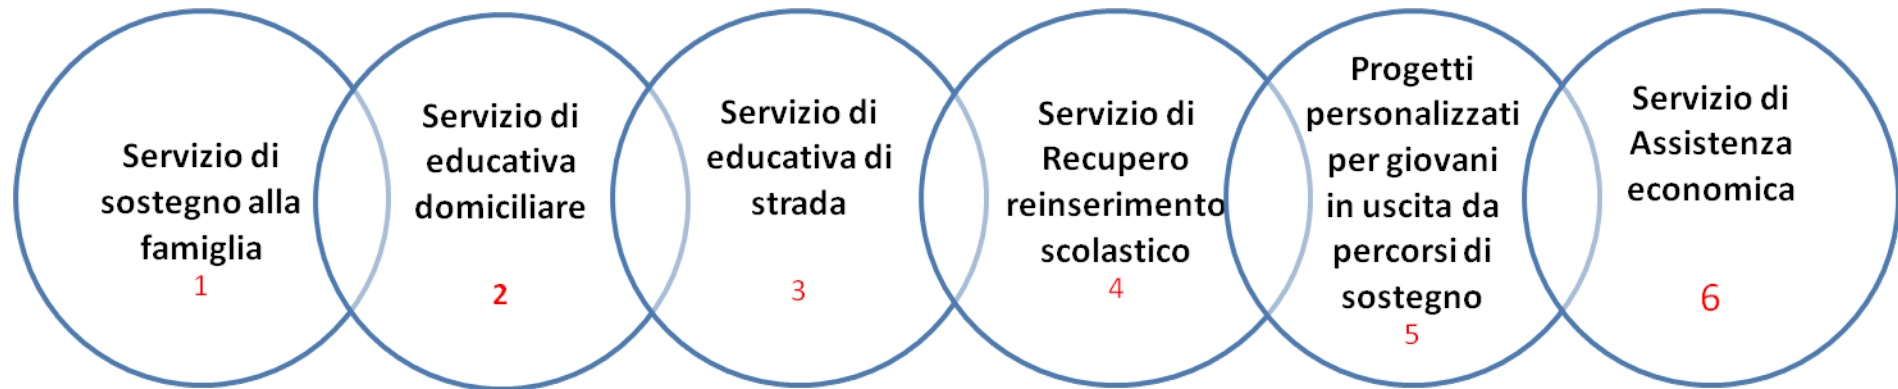 Servizio di
sostegno alla
famiglia
1
Servizio di
educativa
domiciliare
2
Servizio di
educativa di
strada
3
Servizio di
Recupero
reinserimento
scolastico
4
Progetti
personalizzati
per giovani
in uscita da
percorsi di
sostegno
5
Servizio di
Assistenza
economica
6